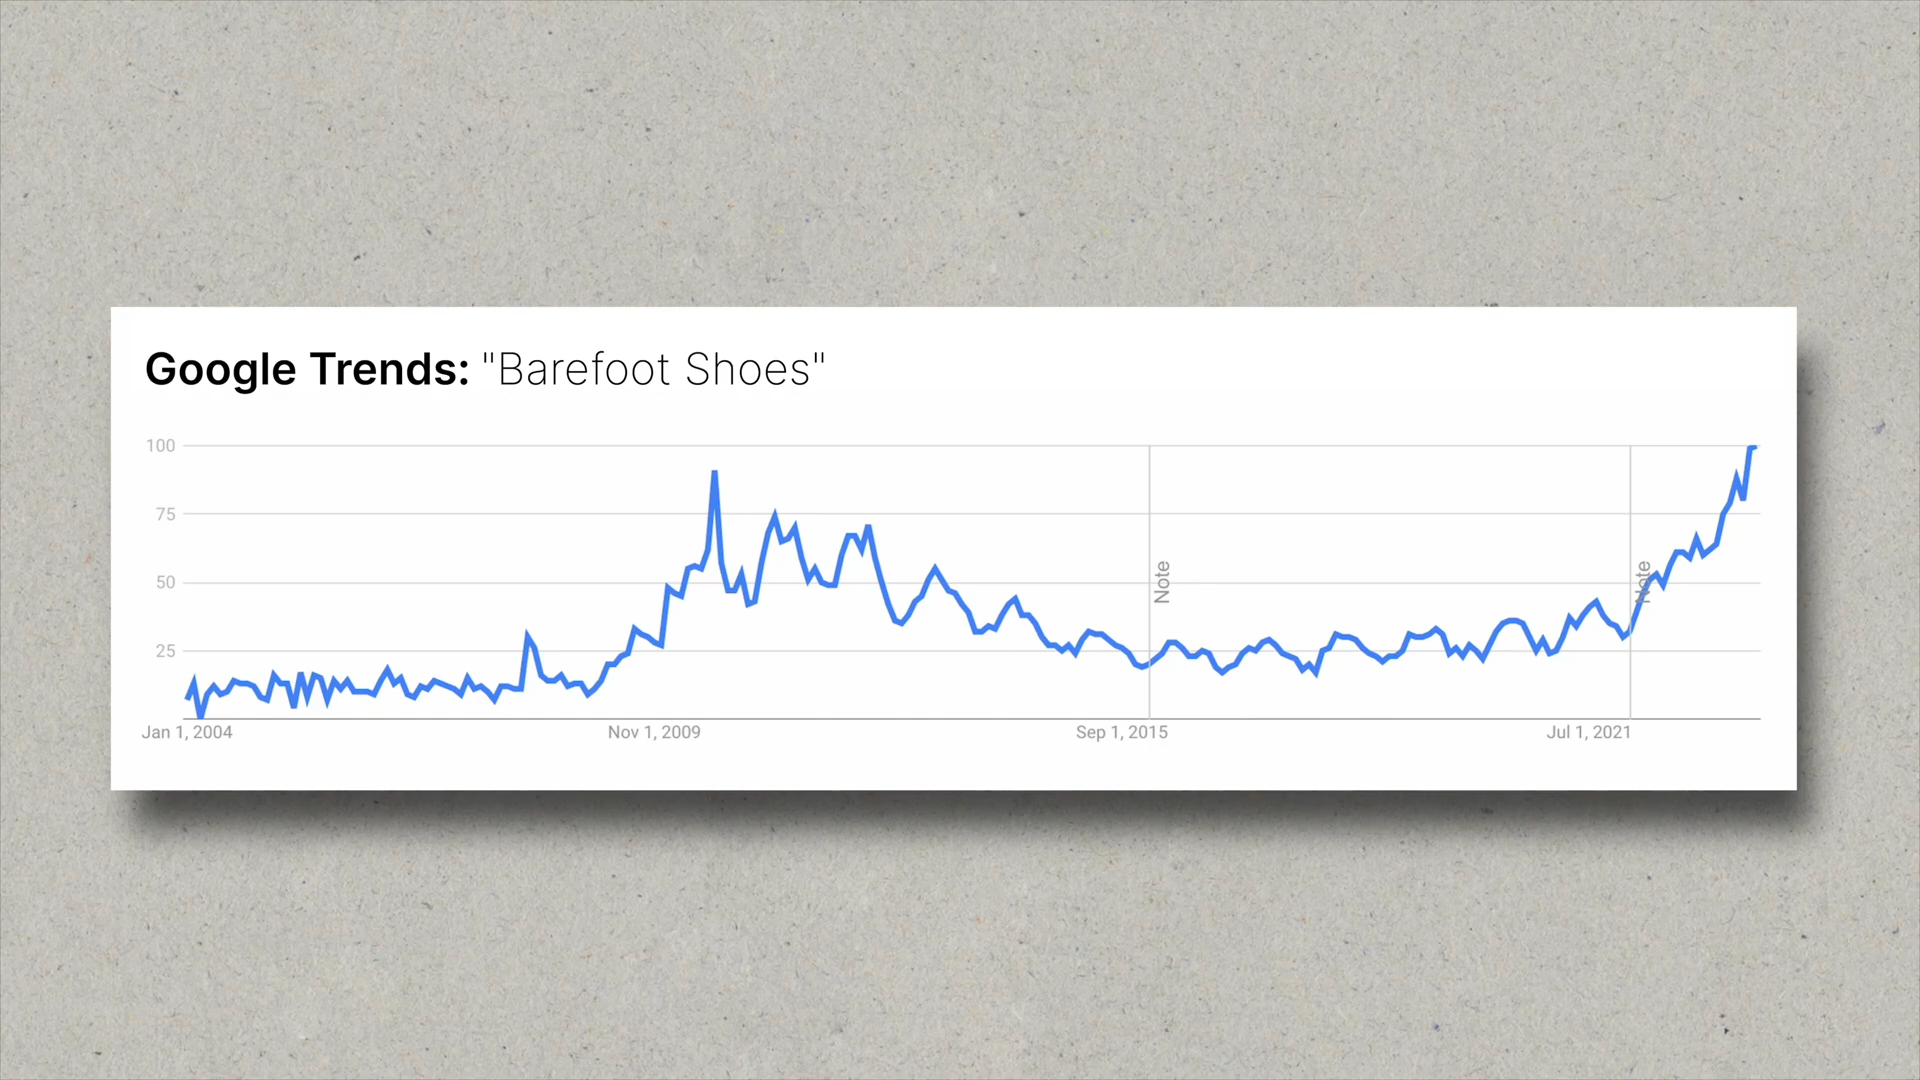 Google Trends: "Barefoot Shoes"
100
75
50
25
Note
Note
Jan 1, 2004
Nov 1, 2009
Sep 1, 2015
Jul 1, 2021